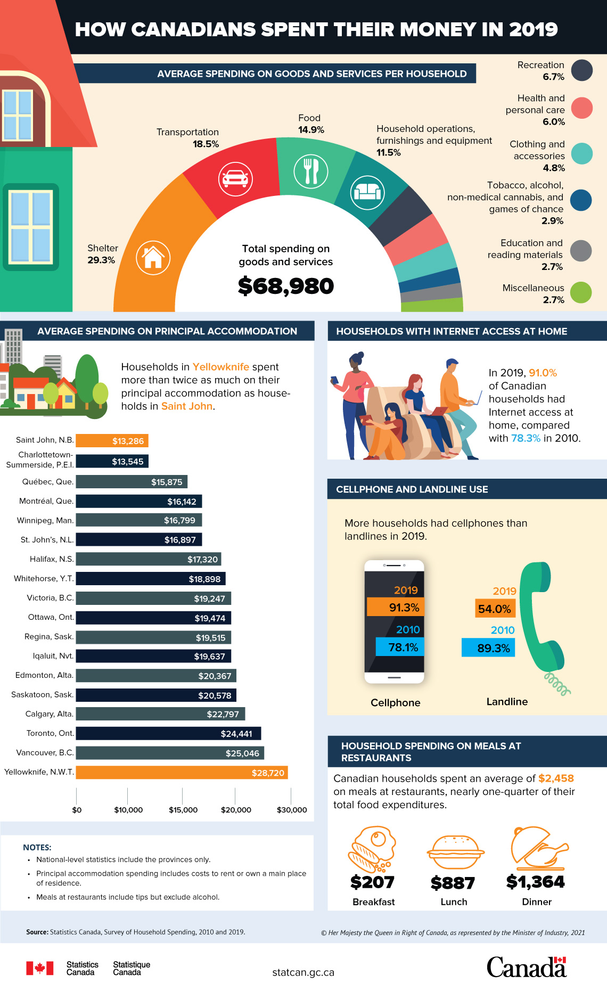 HOW CANADIANS SPENT THEIR MONEY IN 2019
AVERAGE SPENDING ON GOODS AND SERVICES PER HOUSEHOLD
Shelter
29.3%
Transportation
18.5%
Food
14.9%
Household operations,
furnishings and equipment
11.5%
Recreation
6.7%
Health and
personal care
6.0%
Clothing and
accessories
4.8%
Tobacco, alcohol,
non-medical cannabis, and
games of chance
2.9%
Education and
reading materials
2.7%
Miscellaneous
2.7%
Total spending on
goods and services
$68,980
AVERAGE SPENDING ON PRINCIPAL ACCOMMODATION
Households in Yellowknife spent
more than twice as much on their
principal accommodation as house-
holds in Saint John.
Saint John, N.B. $13,286
Charlottetown-
Summerside, P.E.I. $13,545
Québec, Que. $15,875
Montréal, Que. $16,142
Winnipeg, Man. $16,799
St. John's, N.L. $16,897
Halifax, N.S. $17,320
Whitehorse, Y.T. $18,898
Victoria, B.C. $19,247
Ottawa, Ont. $19,474
Regina, Sask. $19,515
Iqaluit, Nvt. $19,637
Edmonton, Alta. $20,367
Saskatoon, Sask. $20,578
Calgary, Alta. $22,797
Toronto, Ont. $24,441
Vancouver, B.C. $25,046
Yellowknife, N.W.T. $28,720
$0 $10,000 $15,000 $20,000 $30,000
NOTES:
• National-level statistics include the provinces only.
• Principal accommodation spending includes costs to rent or own a main place
of residence.
• Meals at restaurants include tips but exclude alcohol.
HOUSEHOLDS WITH INTERNET ACCESS AT HOME
In 2019, 91.0%
of Canadian
households had
Internet access at
home, compared
with 78.3% in 2010.
CELLPHONE AND LANDLINE USE
More households had cellphones than
landlines in 2019.
2019
91.3%
2010
78.1%
Cellphone
2019
54.0%
2010
89.3%
Landline
HOUSEHOLD SPENDING ON MEALS AT
RESTAURANTS
Canadian households spent an average of $2,458
on meals at restaurants, nearly one-quarter of their
total food expenditures.
$207 $887 $1,364
Breakfast Lunch Dinner
Source: Statistics Canada, Survey of Household Spending, 2010 and 2019.
© Her Majesty the Queen in Right of Canada, as represented by the Minister of Industry, 2021
Statistics Statistique
Canada Canada
statcan.gc.ca
Canada